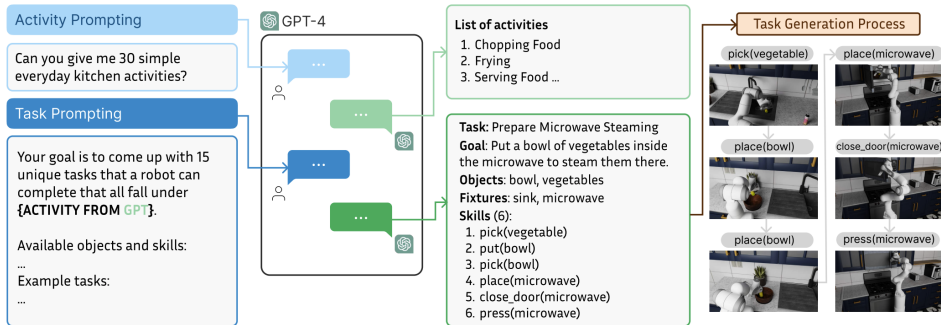 Activity Prompting
Can you give me 30 simple
everyday kitchen activities?
Task Prompting
Your goal is to come up with 15
unique tasks that a robot can
complete that all fall under
{ACTIVITY FROM GPT}.
Available objects and skills:
...
Example tasks:
...
GPT-4
...
...
...
...
List of activities
1. Chopping Food
2. Frying
3. Serving Food ...
Task: Prepare Microwave Steaming
Goal: Put a bowl of vegetables inside
the microwave to steam them there.
Objects: bowl, vegetables
Fixtures: sink, microwave
Skills (6):
1. pick(vegetable)
2. put(bowl)
3. pick(bowl)
4. place(microwave)
5. close_door(microwave)
6. press(microwave)
Task Generation Process
pick(vegetable)
place(bowl)
place(bowl)
place(microwave)
close_door(microwave)
press(microwave)